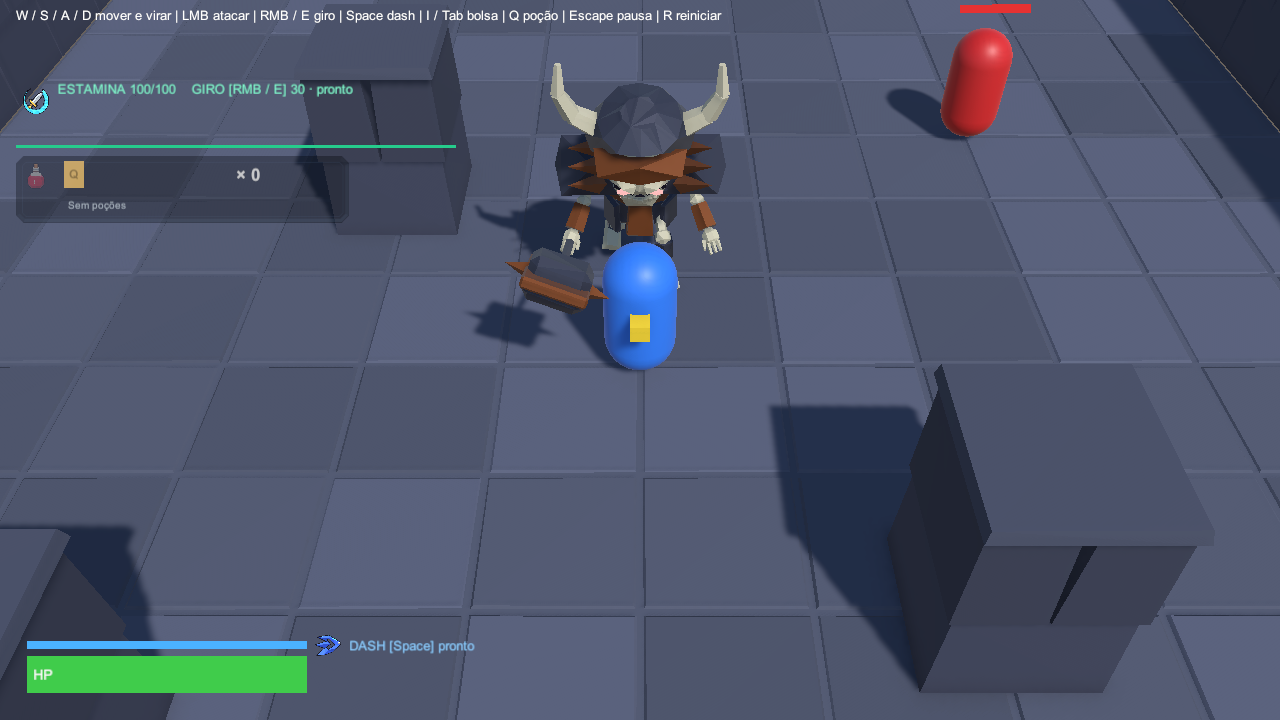 W / S / A / D mover e virar | LMB atacar | RMB / E giro | Space dash | I / Tab bolsa | Q poção | Escape pausa | R reiniciar
ESTAMINA 100/100 GIRO [RMB / E] 30 · pronto
Q × 0
Sem poções
DASH [Space] pronto
HP